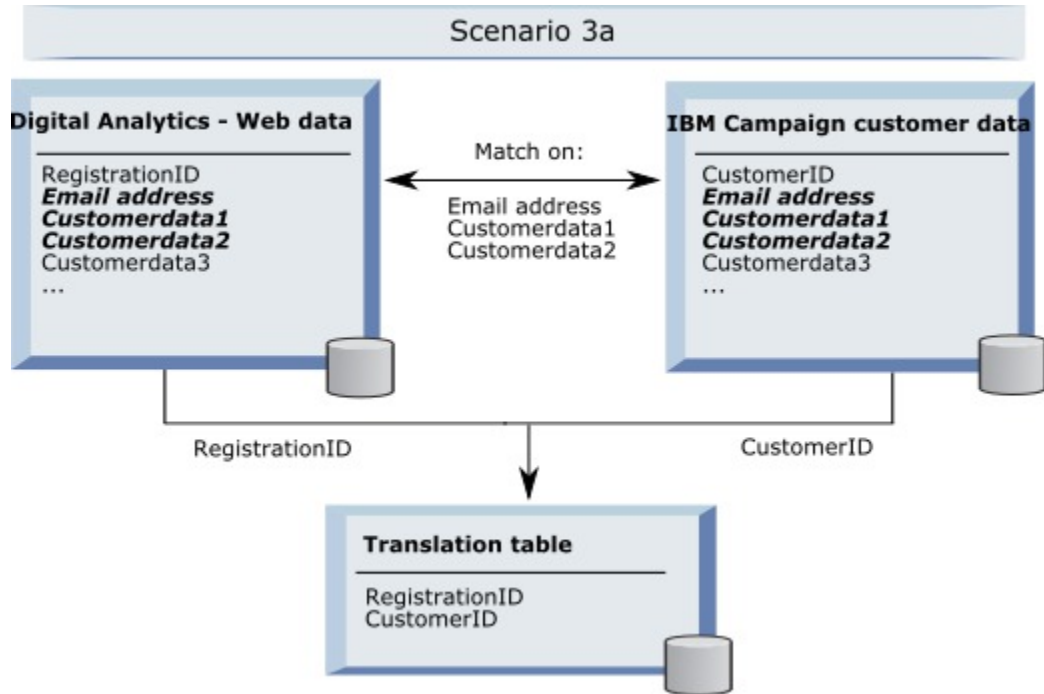 Scenario 3a
Digital Analytics - Web data
RegistrationID
Email address
Customerdata1
Customerdata2
Customerdata3
...
Match on:
Email address
Customerdata1
Customerdata2
IBM Campaign customer data
CustomerID
Email address
Customerdata1
Customerdata2
Customerdata3
...
RegistrationID
CustomerID
Translation table
RegistrationID
CustomerID